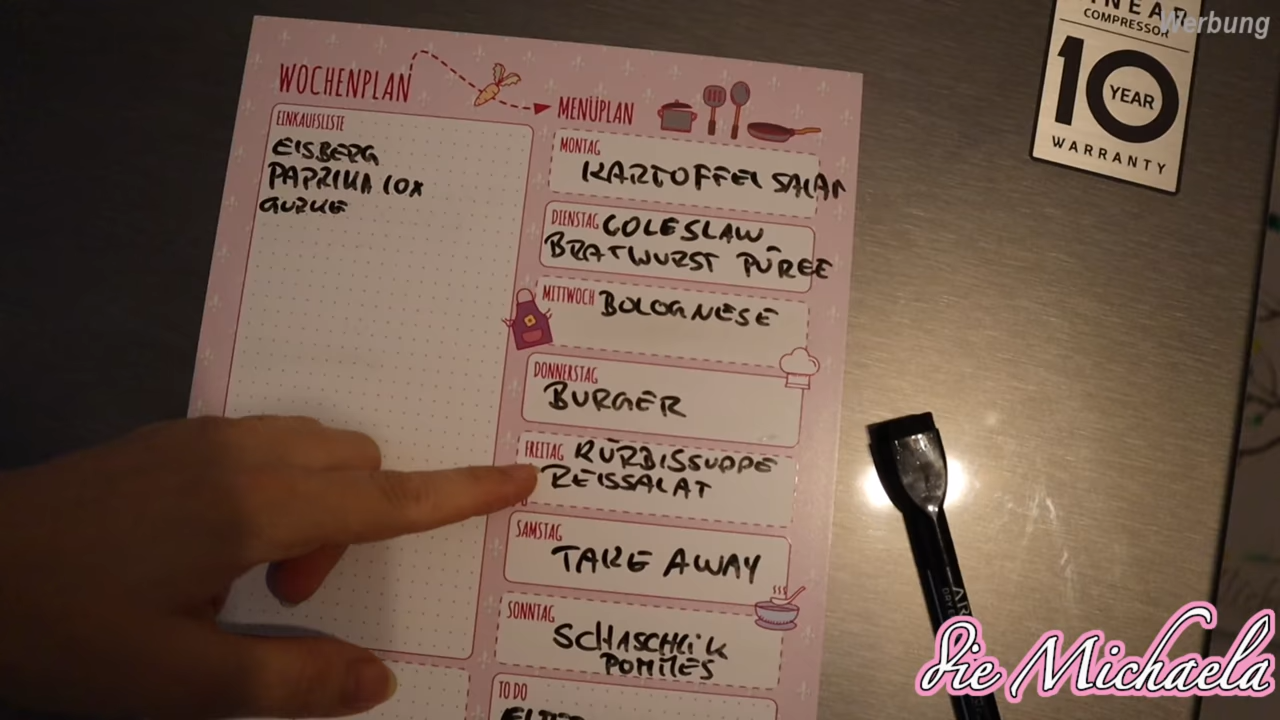 Werbung
LINEAR
COMPRESSOR
10
YEAR
WARRANTY
WOCHENPLAN
EINKAUFSLISTE
EISBERG
PAPRIKA 10X
GURKE
MENÜPLAN
MONTAG
KARTOFFELSALAT
DIENSTAG COLESLAW
BRATWURST PÜREE
MITTWOCH BOLOGNESE
DONNERSTAG
BURGER
FREITAG KÜRBISSUPPE
REISSALAT
SAMSTAG
TAKE AWAY
SONNTAG
SCHASCHLIK
POMMES
TO DO
Die Michaela